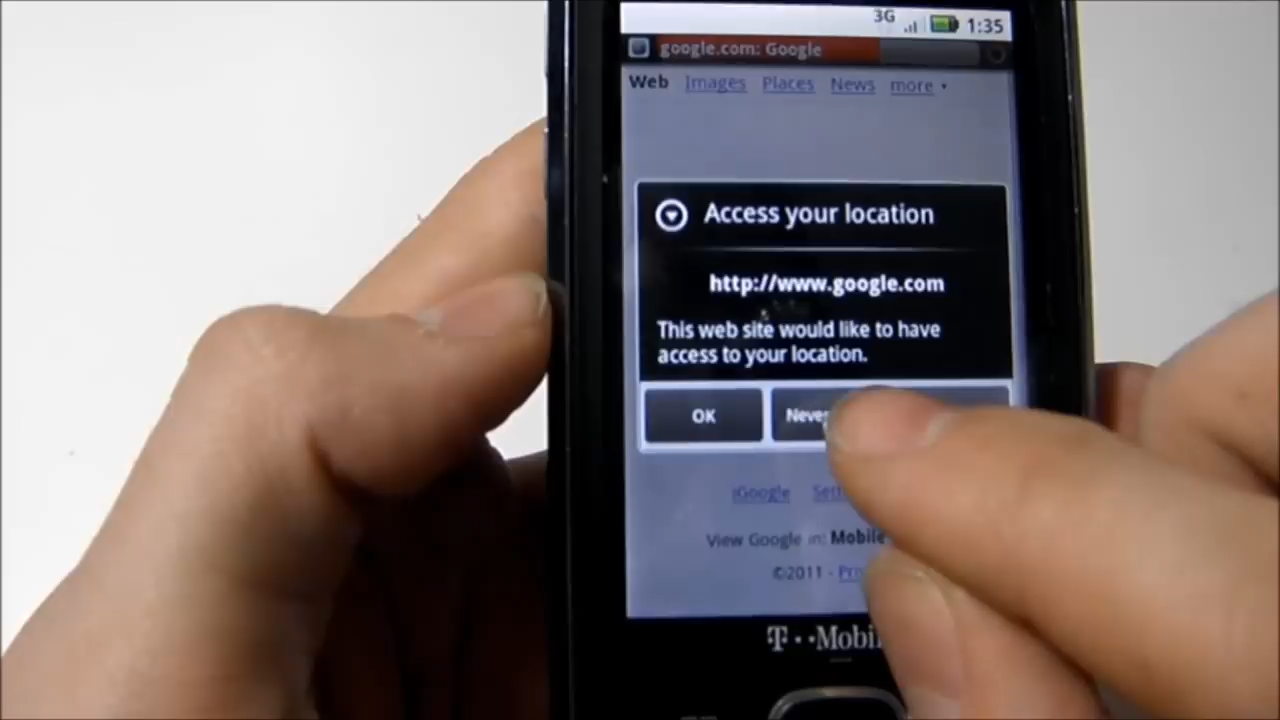 3G 1:35
google.com: Google
Web Images Places News more
Access your location
http://www.google.com
This web site would like to have
access to your location.
OK
iGoogle
View Google in: Mobile
©2011 -
T··Mobil